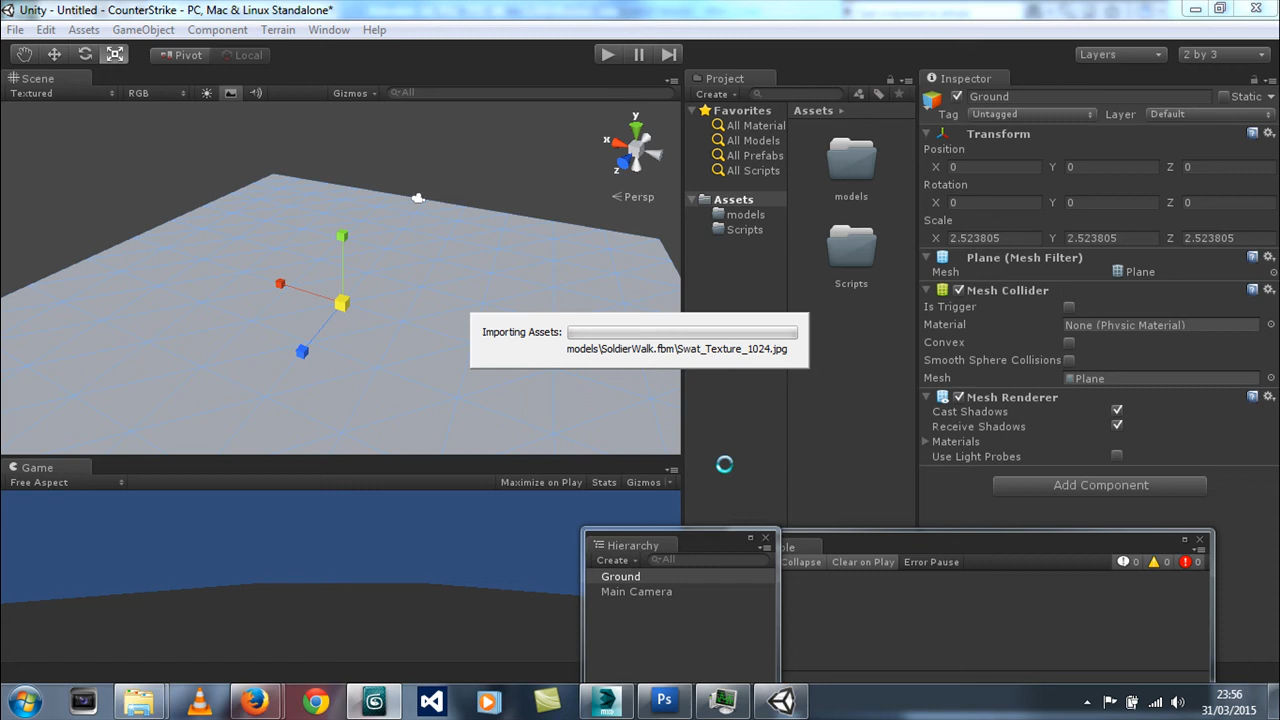 Unity - Untitled - CounterStrike - PC, Mac & Linux Standalone*
File Edit Assets GameObject Component Terrain Window Help
Pivot Local Layers 2 by 3
Scene
Textured RGB Gizmos All
y
x
z
Persp
Game
Free Aspect Maximize on Play Stats Gizmos
Project
Create
Favorites
All Material
All Models
All Prefabs
All Scripts
Assets
models
Scripts
Assets
models
Scripts
Importing Assets:
models\SoldierWalk.fbm\Swat_Texture_1024.jpg
Hierarchy
Create All
Ground
Main Camera
ole
Collapse Clear on Play Error Pause 0 0 0
Inspector
Ground Static
Tag Untagged Layer Default
Transform
Position
X 0 Y 0 Z 0
Rotation
X 0 Y 0 Z 0
Scale
X 2.523805 Y 2.523805 Z 2.523805
Plane (Mesh Filter)
Mesh Plane
Mesh Collider
Is Trigger
Material None (Physic Material)
Convex
Smooth Sphere Collisions
Mesh Plane
Mesh Renderer
Cast Shadows
Receive Shadows
Materials
Use Light Probes
Add Component
Ps
23:56
31/03/2015